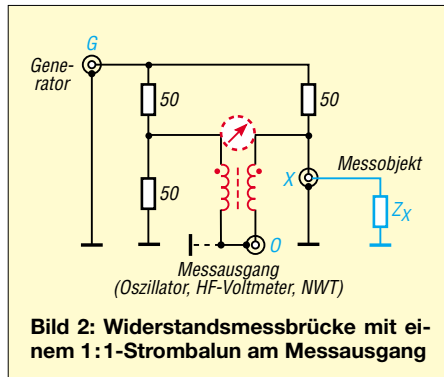 G
Gene-
rator
50
50
50
X
Messobjekt
ZX
O
Messausgang
(Oszillator, HF-Voltmeter, NWT)
Bild 2: Widerstandsmessbrücke mit ei-
nem 1:1-Strombalun am Messausgang